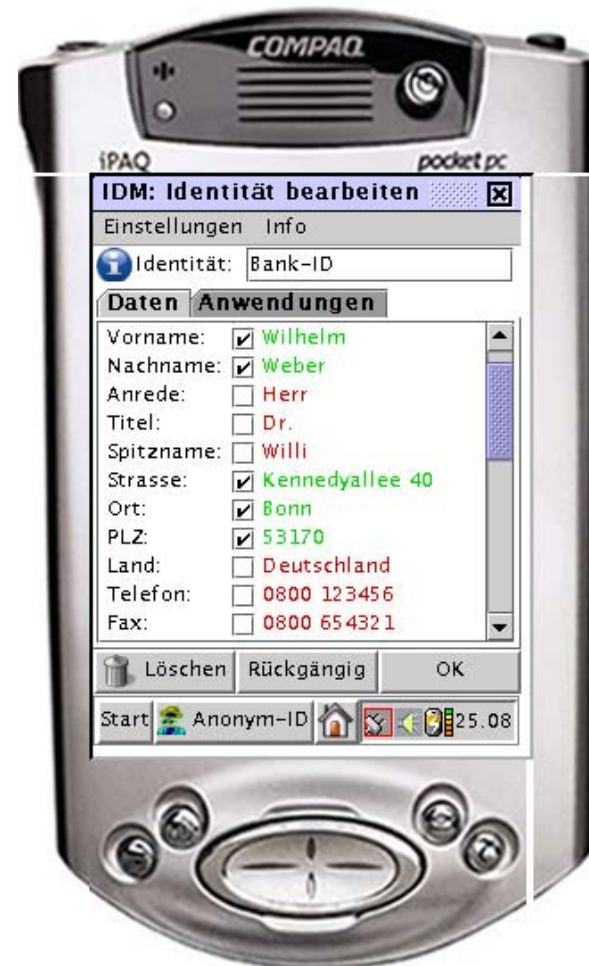 COMPAQ
iPAQ pocket pc
IDM: Identität bearbeiten
Einstellungen Info
Identität: Bank-ID
Daten Anwendungen
Vorname: Wilhelm
Nachname: Weber
Anrede: Herr
Titel: Dr.
Spitzname: Willi
Strasse: Kennedyallee 40
Ort: Bonn
PLZ: 53170
Land: Deutschland
Telefon: 0800 123456
Fax: 0800 654321
Löschen Rückgängig OK
Start Anonym-ID 25.08